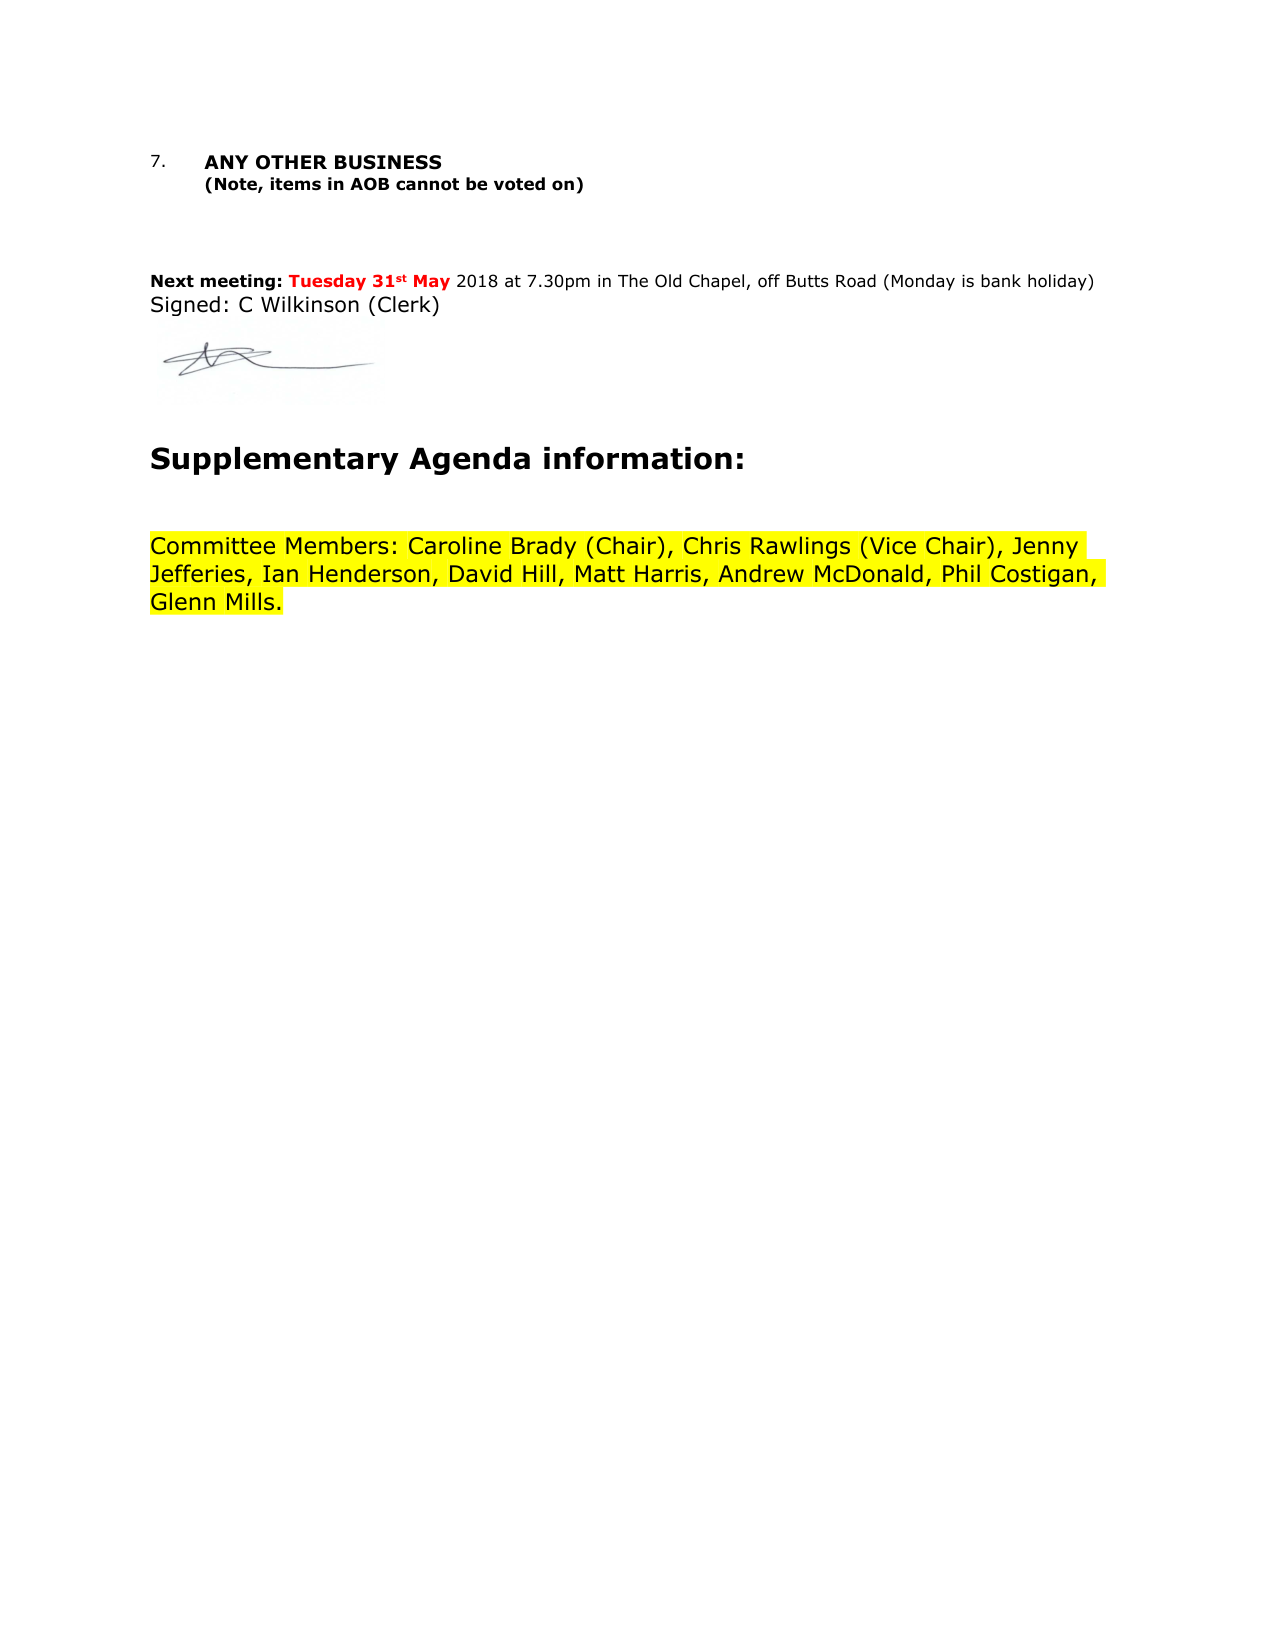 7. ANY OTHER BUSINESS
(Note, items in AOB cannot be voted on)
Next meeting: Tuesday 31st May 2018 at 7.30pm in The Old Chapel, off Butts Road (Monday is bank holiday)
Signed: C Wilkinson (Clerk)
Supplementary Agenda information:
Committee Members: Caroline Brady (Chair), Chris Rawlings (Vice Chair), Jenny
Jefferies, Ian Henderson, David Hill, Matt Harris, Andrew McDonald, Phil Costigan,
Glenn Mills.